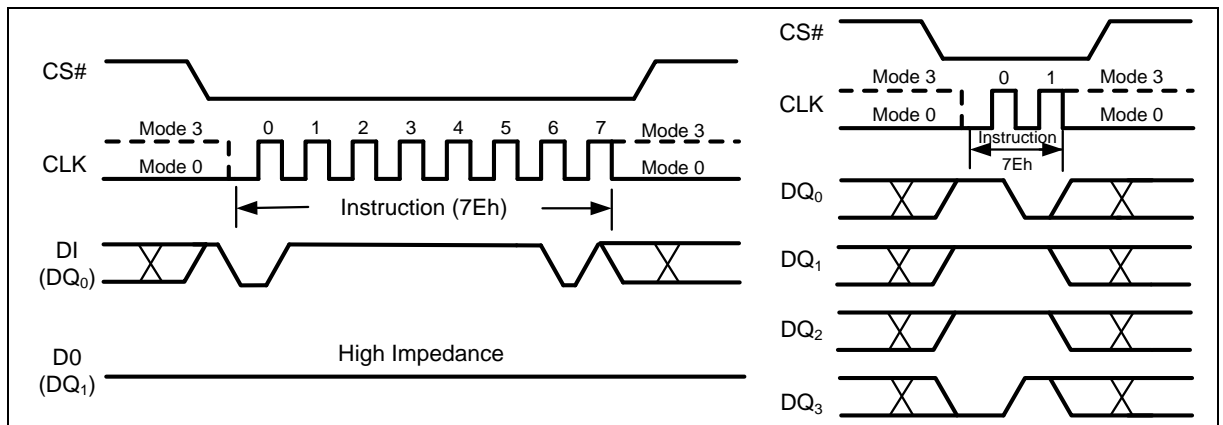 CS#
Mode 3
0 1 2 3 4 5 6 7
Mode 3
CLK
Mode 0
Mode 0
Instruction (7Eh)
DI
(DQ0)
High Impedance
D0
(DQ1)
CS#
Mode 3
0 1
Mode 3
CLK
Mode 0
Mode 0
Instruction
7Eh
DQ0
DQ1
DQ2
DQ3